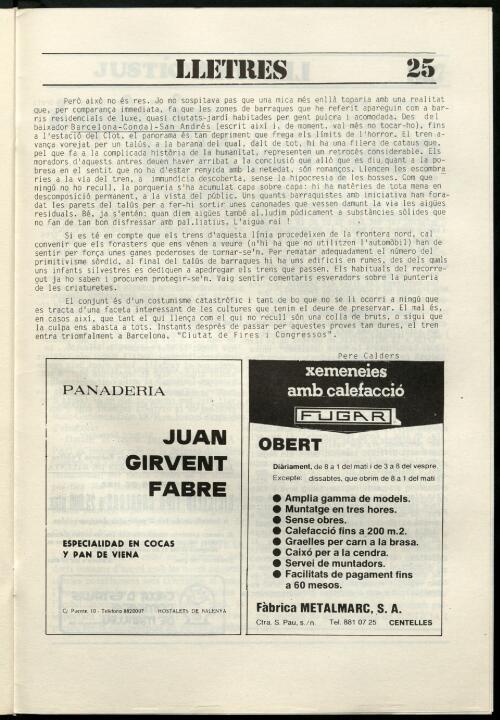 LLETRES 25
Però això no és res. Jo no sospitava pas que una mica més enllà toparia amb una realitat
que, per comparança immediata, fa que les zones de barraques que he referit apareguin com a bar-
ris residencials de luxe, quasi ciutats-jardí habitades per gent pulcra i acomodada. Des del
baixador Barcelona-Condal-San Andrés (escrit així i, de moment, val més no tocar-ho), fins
a l'estació del Clot, el panorama és tan depriment que frega els límits de l'horror. El tren a-
vança vorejat per un talús, a la barana del qual, dalt de tot, hi ha una filera de cataus que,
pel que fa a la complicada història de la humanitat, representen un retrocés considerable. Els
moradors d'aquests antres deuen haver arribat a la conclusió que allò que es diu quant a la po-
bresa en el sentit que no ha d'estar renyida amb la netedat, són romanços. Llencen les escombra
ries a la via del tren, a immundícia descoberta, sense la hipocresia de les bosses. Com que
ningú no ho recull, la porqueria s'ha acumulat capa sobre capa: hi ha matèries de tota mena en
descomposició permanent, a la vista del públic. Uns quants barraquistes amb iniciativa han fora-
dat les parets del talús per a fer-hi sortir unes canonades que vessen damunt la via les aigües
residuals. Bé, ja s'entén: quan diem aigües també al.ludim púdicament a substàncies sòlides que
no fan de tan bon disfressar amb pal.liatius. L'aigua rai !
Si es té en compte que els trens d'aquesta línia procedeixen de la frontera nord, cal
convenir que els forasters que ens vénen a veure (n'hi ha que no utilitzen l'automòbil) han de
sentir per força unes ganes poderoses de tornar-se'n. Per rematar adequadament el número del
primitivisme sòrdid, al final del talús de barraques hi ha uns edificis en runes, des dels quals
uns infants silvestres es dediquen a apedregar els trens que passen. Els habituals del recorre-
gut ja ho saben i procuren protegir-se'n. Vaig sentir comentaris esveradors sobre la punteria
de les criaturetes.
El conjunt és d'un costumisme catastròfic i tant de bo que no se li ocorri a ningú que
es tracta d'una faceta interessant de les cultures que tenim el deure de preservar. El mal és,
en casos així, que tant el qui llença com el qui no recull són una colla de bruts, o sigui que
la culpa ens abasta a tots. Instants després de passar per aquestes proves tan dures, el tren
entra triomfalment a Barcelona, "Ciutat de Fires i Congressos".
Pere Calders
PANADERIA
JUAN
GIRVENT
FABRE
ESPECIALIDAD EN COCAS
Y PAN DE VIENA
C/ Puente, 10 - Teléfono 8820007 HOSTALETS DE BALENYA
xemeneies
amb calefacció
FUGAR
OBERT
Diàriament, de 8 a 1 del matí i de 3 a 8 del vespre.
Excepte: dissabtes, que obrim de 8 a 1 del matí
● Amplia gamma de models.
● Muntatge en tres hores.
● Sense obres.
● Calefacció fins a 200 m.2.
● Graelles per carn a la brasa.
● Caixó per a la cendra.
● Servei de muntadors.
● Facilitats de pagament fins
a 60 mesos.
Fàbrica METALMARC, S. A.
Ctra. S. Pau, s./n. Tel. 881 07 25 CENTELLES